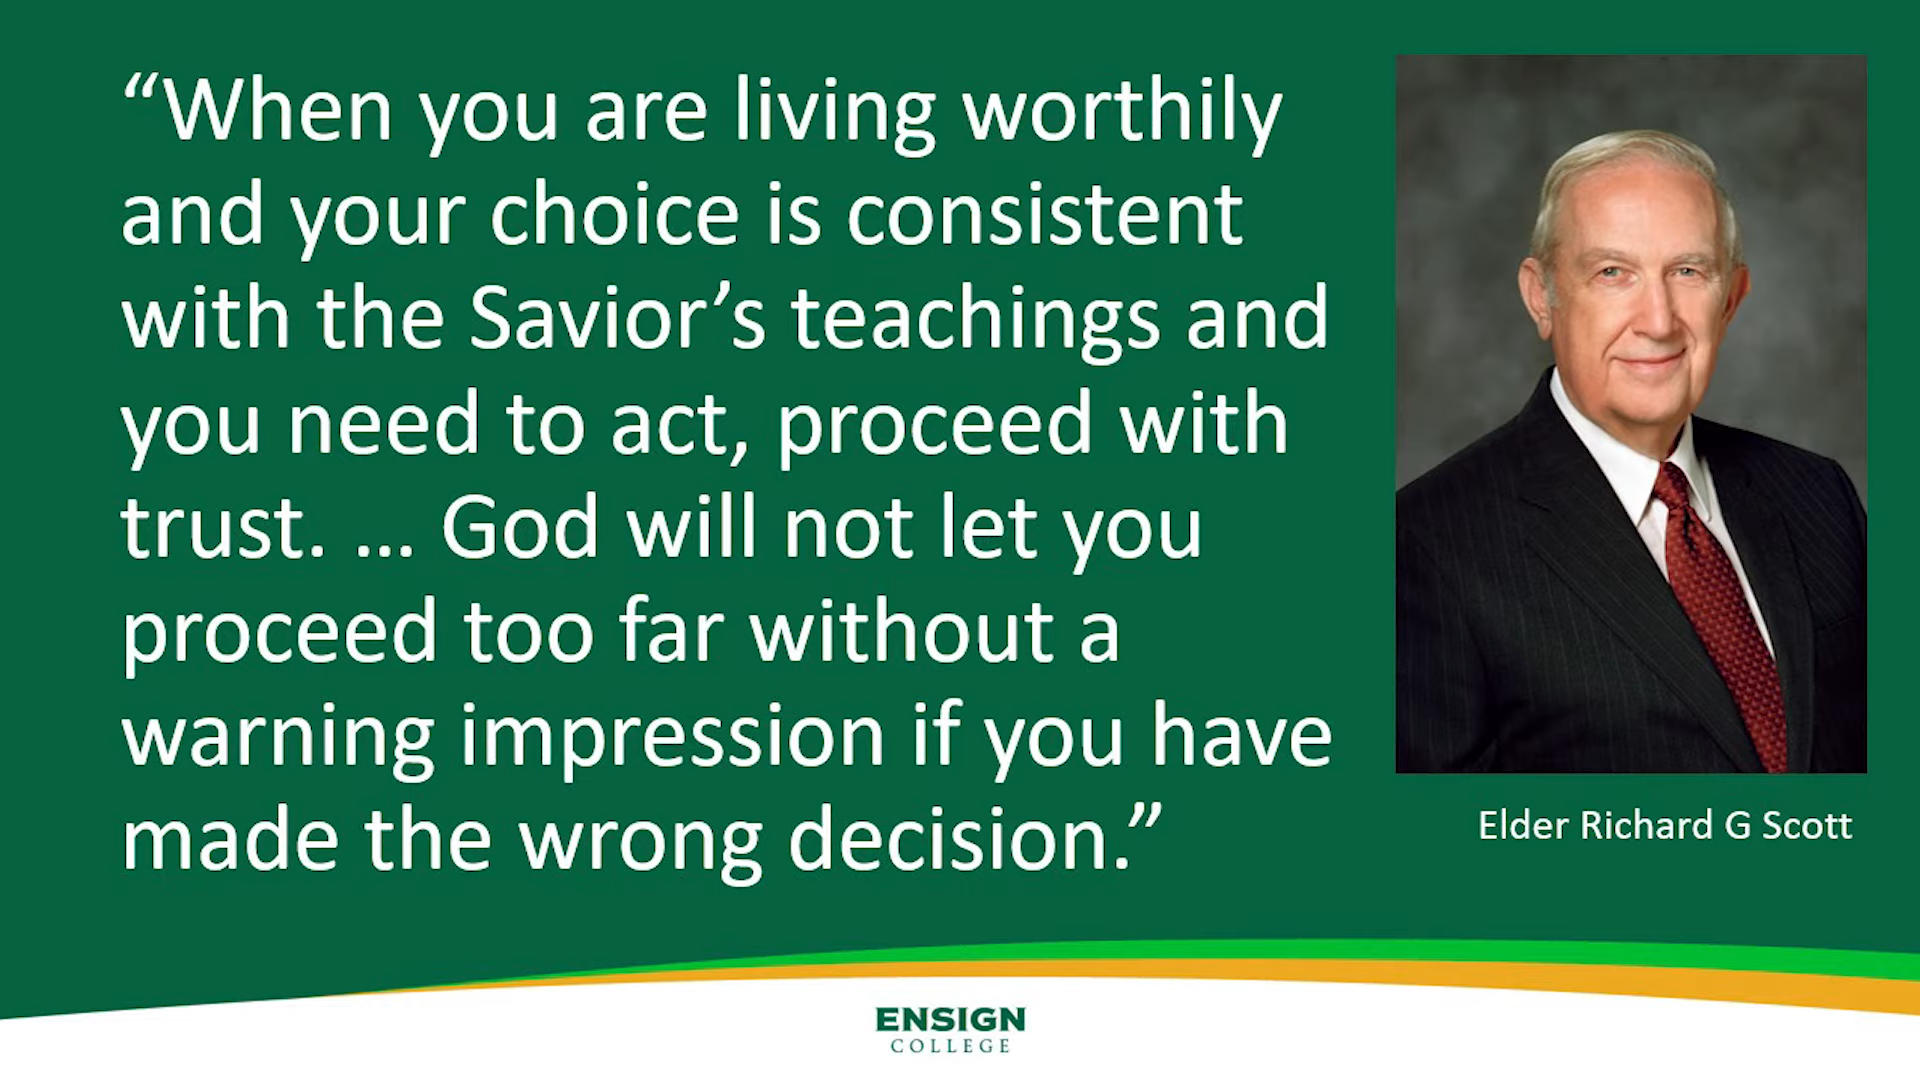 “When you are living worthily
and your choice is consistent
with the Savior’s teachings and
you need to act, proceed with
trust. … God will not let you
proceed too far without a
warning impression if you have
made the wrong decision.”
Elder Richard G Scott
ENSIGN
COLLEGE